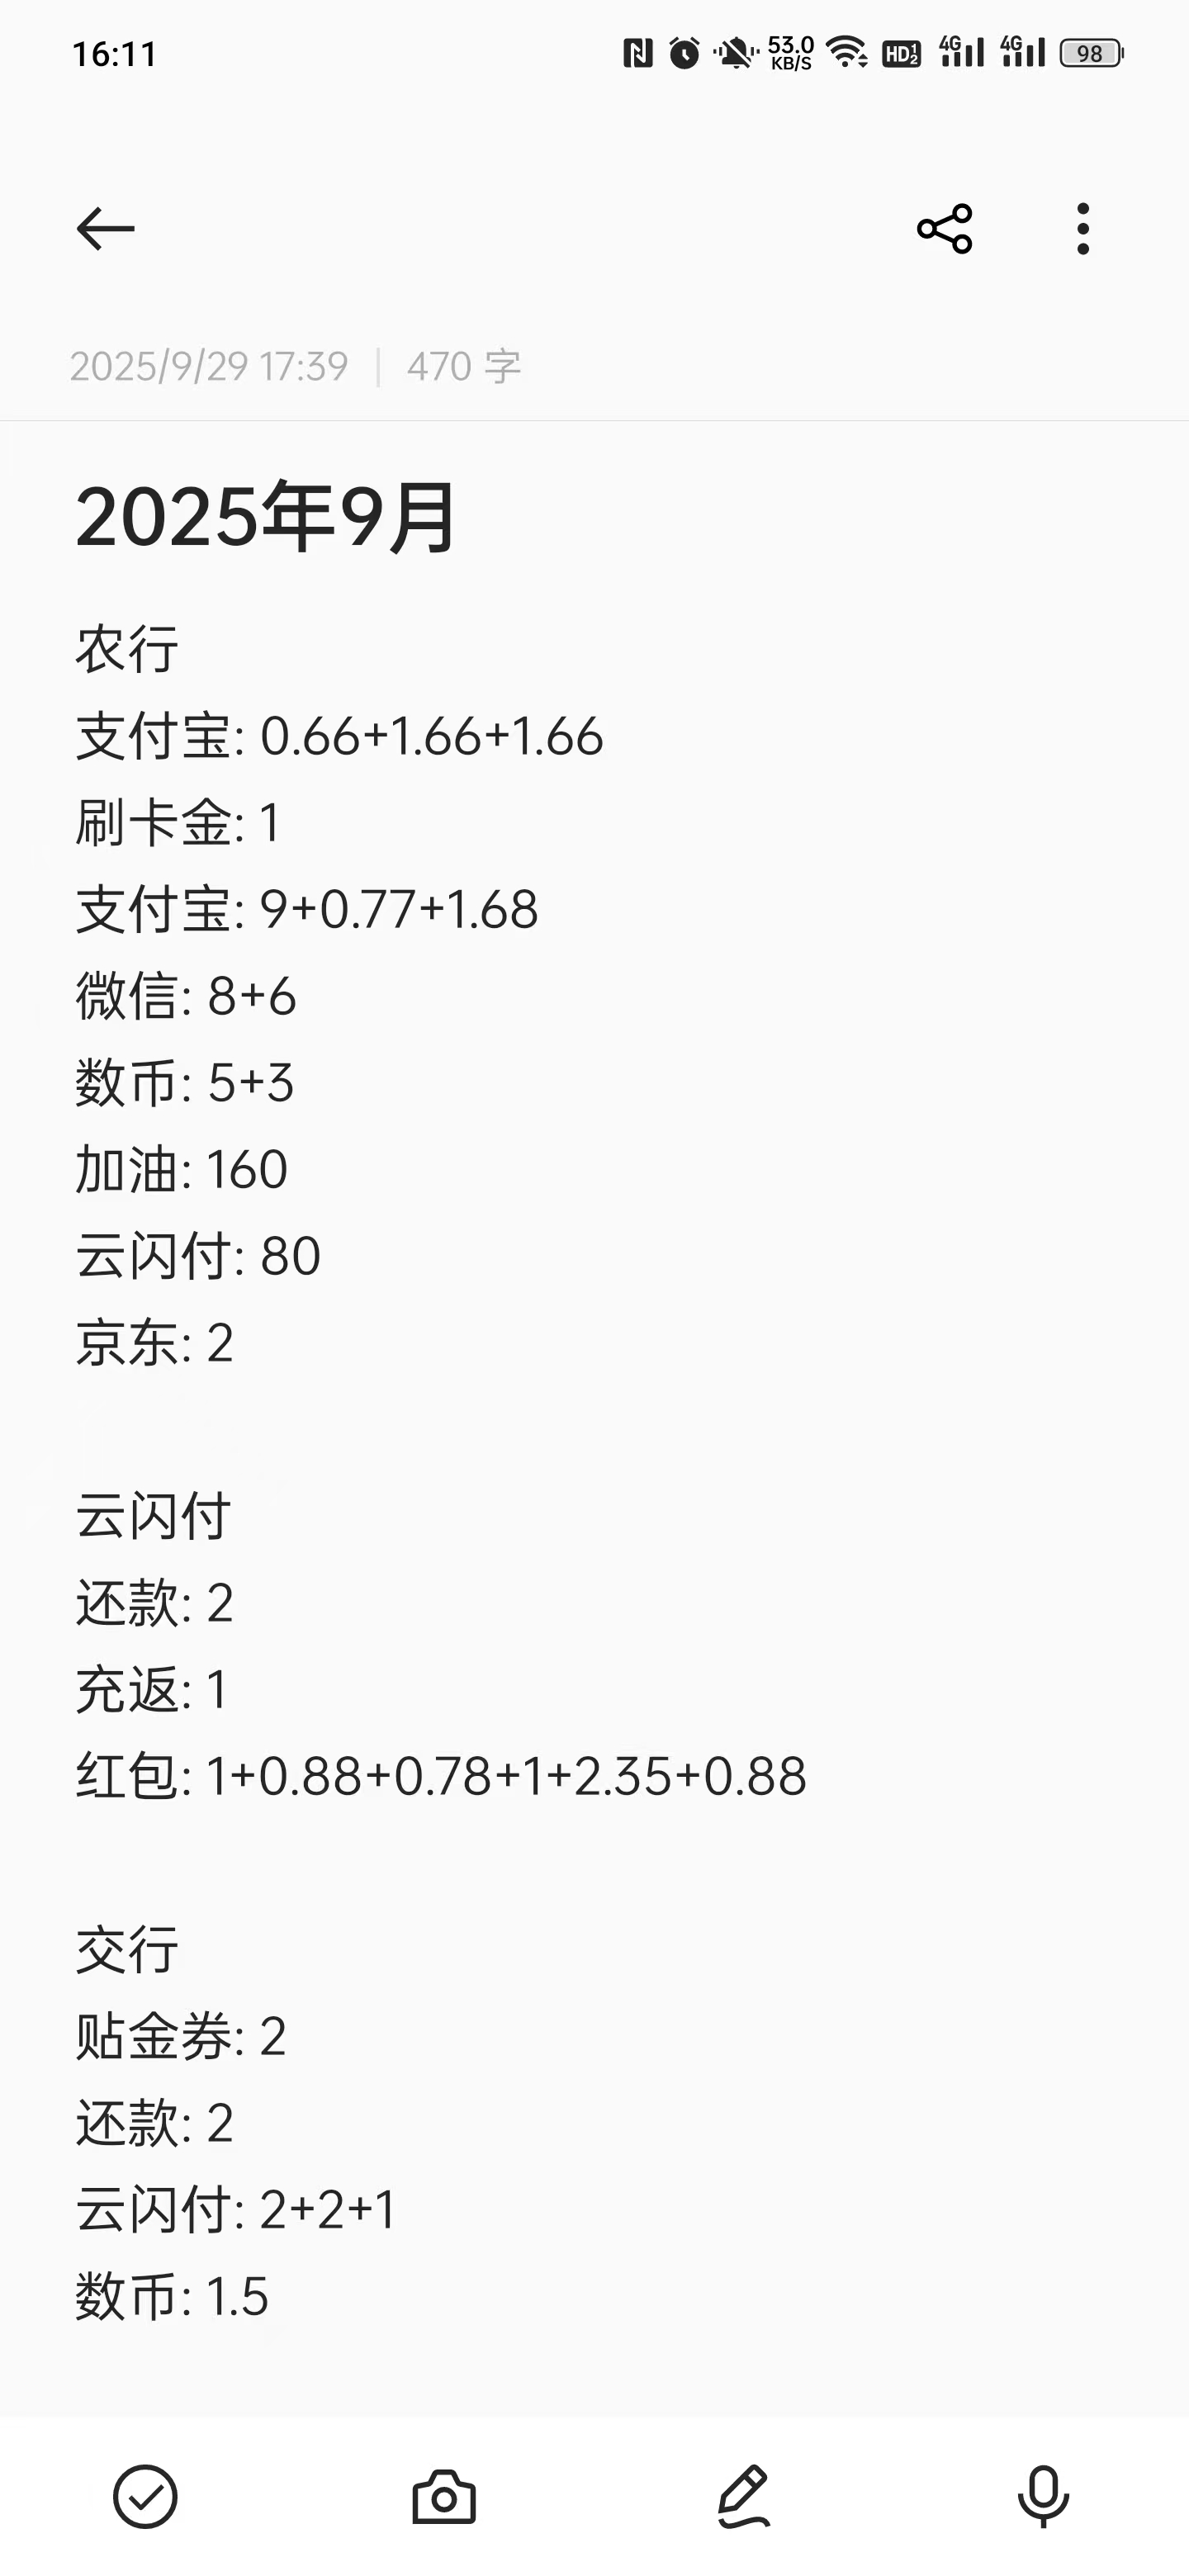 16:11
53.0 KB/S HD 1 2 4G 4G 98
2025/9/29 17:39 | 470 字
2025年9月
农行
支付宝: 0.66+1.66+1.66
刷卡金: 1
支付宝: 9+0.77+1.68
微信: 8+6
数币: 5+3
加油: 160
云闪付: 80
京东: 2
云闪付
还款: 2
充返: 1
红包: 1+0.88+0.78+1+2.35+0.88
交行
贴金券: 2
还款: 2
云闪付: 2+2+1
数币: 1.5